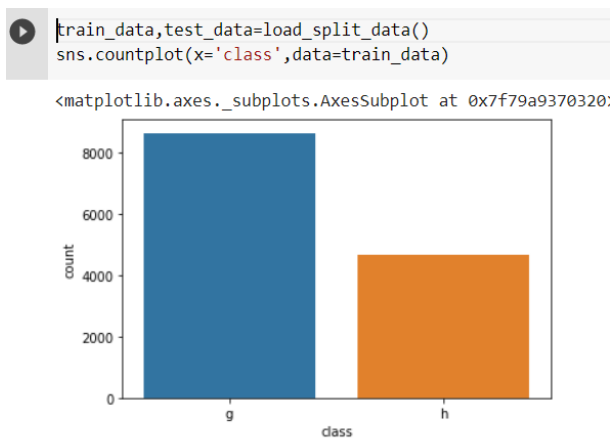 train_data,test_data=load_split_data()
sns.countplot(x='class',data=train_data)
<matplotlib.axes._subplots.AxesSubplot at 0x7f79a9370320>
8000
6000
4000
2000
0
count
g
h
class